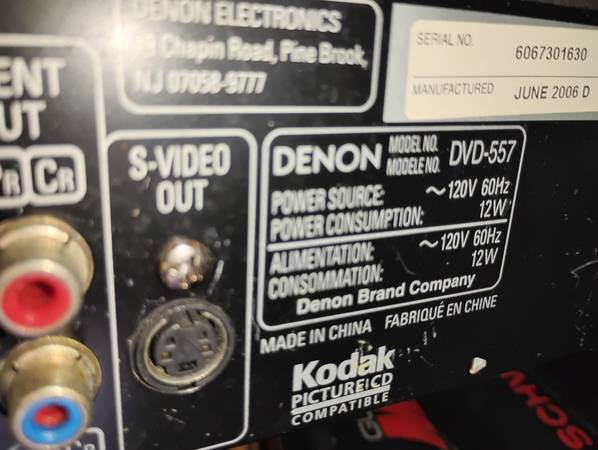 DENON ELECTRONICS
Chapin Road, Pine Brook,
NJ 07058-9777
SERIAL NO. 6067301630
MANUFACTURED JUNE 2006 D
ENT
UT
PR CR
S-VIDEO
OUT
DENON MODEL NO. MODELE NO. DVD-557
POWER SOURCE: ~120V 60Hz
POWER CONSUMPTION: 12W
ALIMENTATION: ~120V 60Hz
CONSOMMATION: 12W
Denon Brand Company
MADE IN CHINA FABRIQUÉ EN CHINE
Kodak
PICTURE CD
COMPATIBLE
SCHV